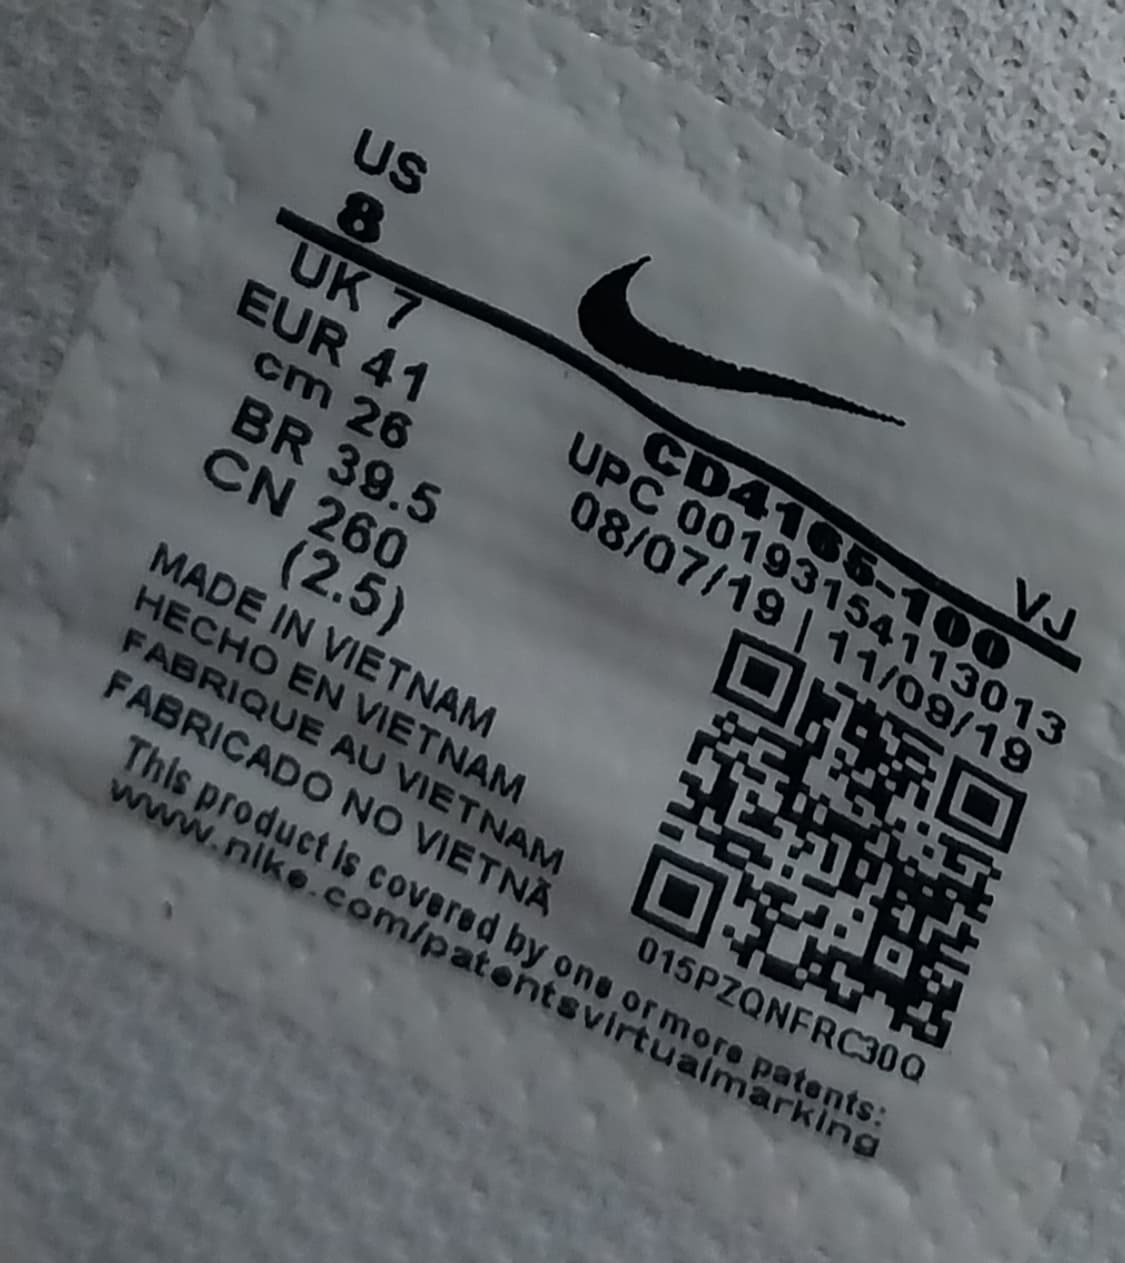 US
8
UK 7
EUR 41
cm 26
BR 39.5
CN 260
(2.5)
MADE IN VIETNAM
HECHO EN VIETNAM
FABRIQUE AU VIETNAM
FABRICADO NO VIETNÃ
This product is covered by one or more patents:
www.nike.com/patentsvirtualmarking
VJ
CD4165-100
UPC 00193154113013
08/07/19 | 11/09/19
015PZQNFRC30Q